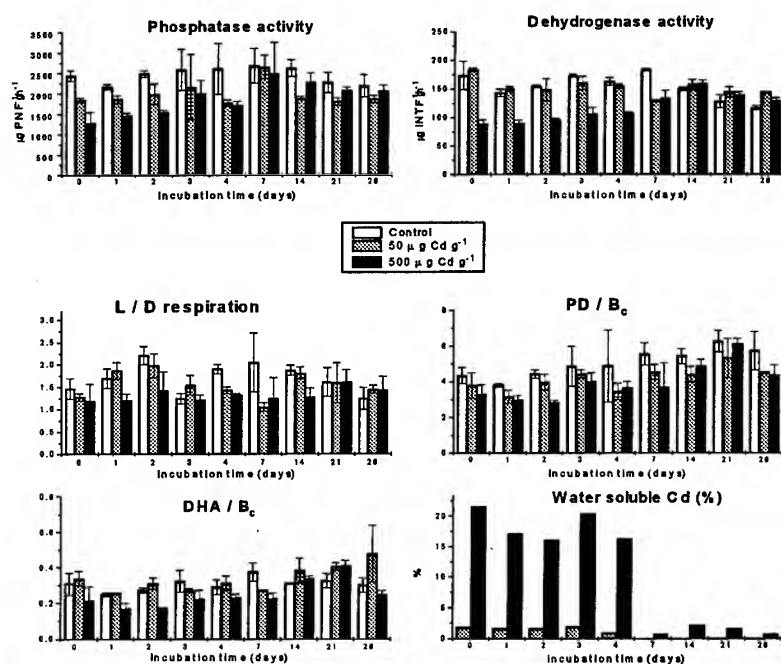 Phosphatase activity
µg PNF g⁻¹h⁻¹
3500
3000
2500
2000
1500
1000
500
0
0 1 2 3 4 7 14 21 28
Incubation time (days)
Dehydrogenase activity
µg INTF g⁻¹h⁻¹
250
200
150
100
50
0
0 1 2 3 4 7 14 21 28
Incubation time (days)
Control
50 µg Cd g⁻¹
500 µg Cd g⁻¹
L / D respiration
3.0
2.5
2.0
1.5
1.0
0.5
0.0
0 1 2 3 4 7 14 21 28
Incubation time (days)
PD / Bc
8
6
4
2
0
0 1 2 3 4 7 14 21 28
Incubation time (days)
DHA / Bc
0.8
0.6
0.4
0.2
0.0
0 1 2 3 4 7 14 21 28
Incubation time (days)
Water soluble Cd (%)
%
20
15
10
5
0
0 1 2 3 4 7 14 21 28
Incubation time (days)